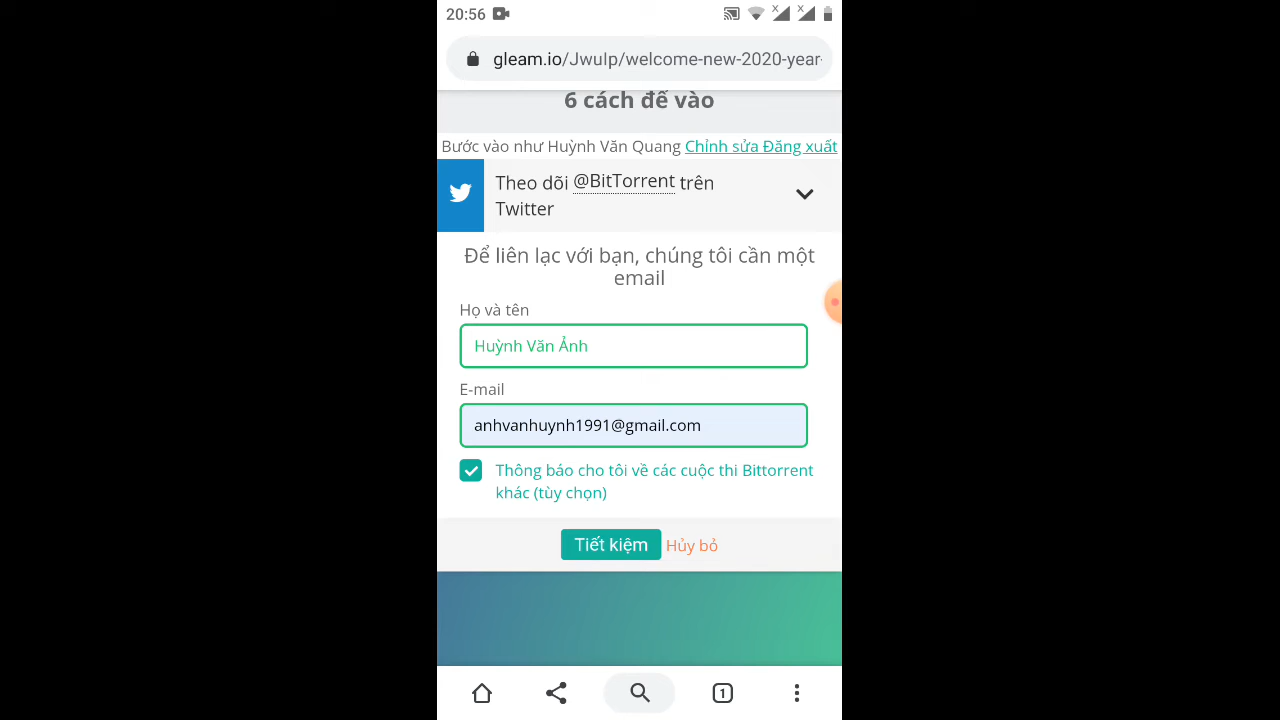 20:56
gleam.io/Jwulp/welcome-new-2020-year-
6 cách để vào
Bước vào như Huỳnh Văn Quang Chỉnh sửa Đăng xuất
Theo dõi @BitTorrent trên
Twitter
Để liên lạc với bạn, chúng tôi cần một
email
Họ và tên
Huỳnh Văn Ảnh
E-mail
anhvanhuynh1991@gmail.com
Thông báo cho tôi về các cuộc thi Bittorrent
khác (tùy chọn)
Tiết kiệm Hủy bỏ
1